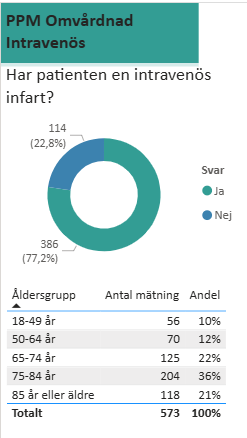 PPM Omvårdnad
Intravenös
Har patienten en intravenös
infart?
114
(22,8%)
386
(77,2%)
Svar
Ja
Nej
Åldersgrupp Antal mätning Andel
18-49 år 56 10%
50-64 år 70 12%
65-74 år 125 22%
75-84 år 204 36%
85 år eller äldre 118 21%
Totalt 573 100%